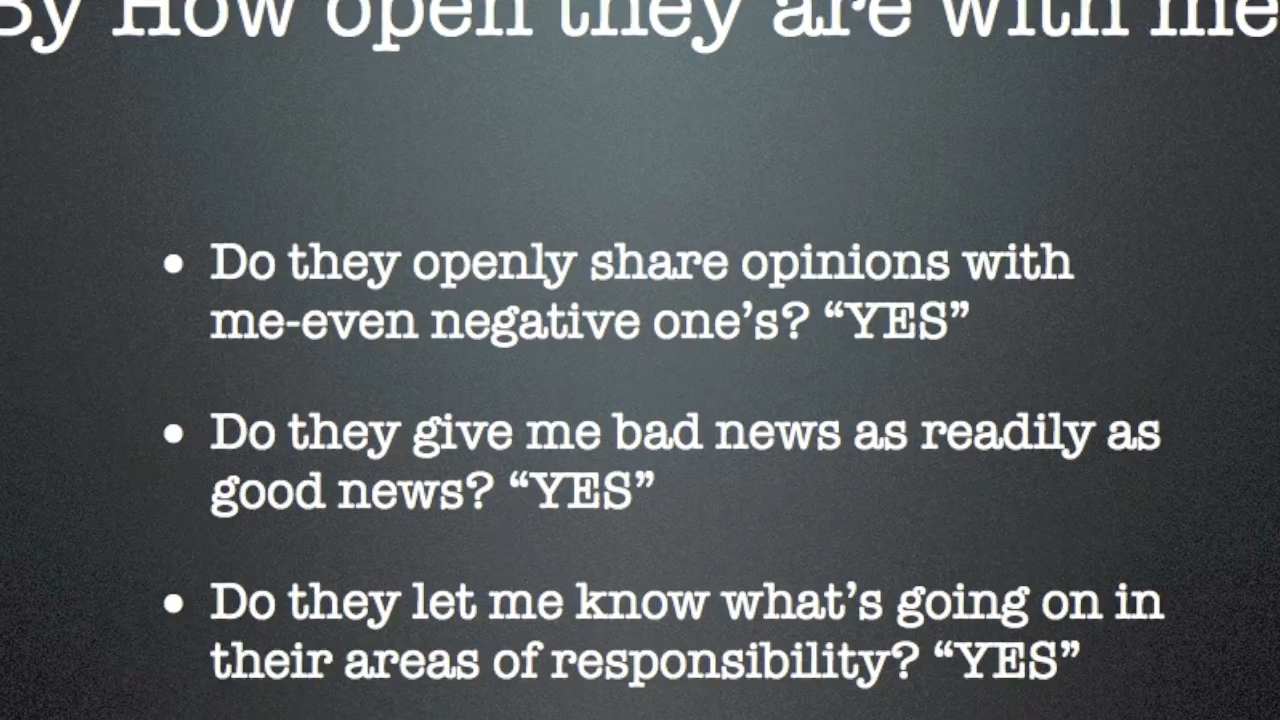 By How open they are with me
• Do they openly share opinions with
me-even negative one’s? “YES”
• Do they give me bad news as readily as
good news? “YES”
• Do they let me know what’s going on in
their areas of responsibility? “YES”